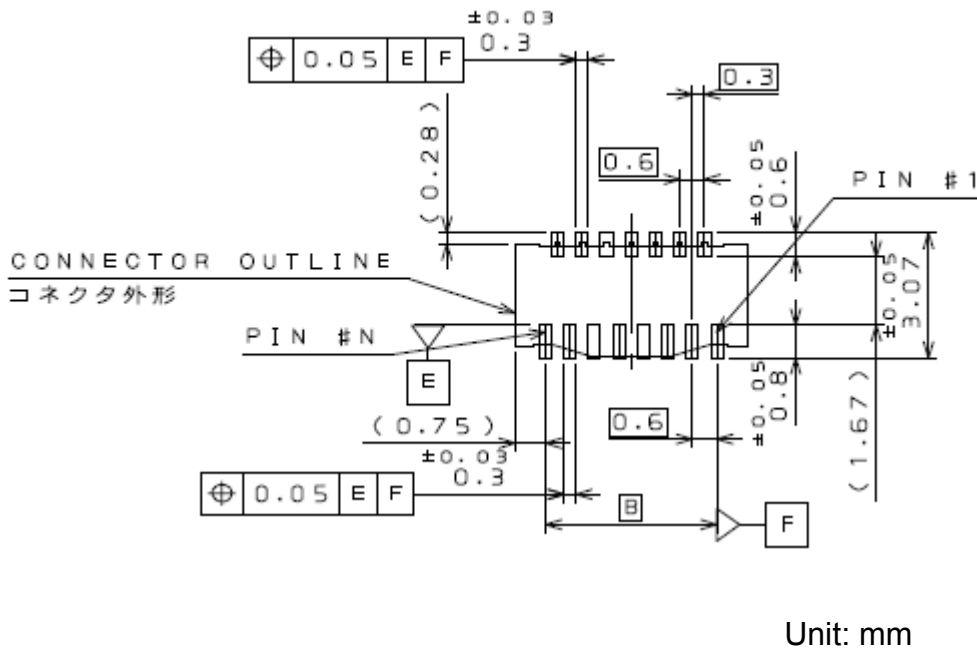 ±0.03
0.3
⌖ 0.05 E F
0.3
(0.28)
0.6
±0.05
0.6
PIN #1
CONNECTOR OUTLINE
コネクタ外形
±0.05
3.07
PIN #N
E
(0.75)
0.6
±0.05
0.8
(1.67)
±0.03
0.3
⌖ 0.05 E F
B
F
Unit: mm